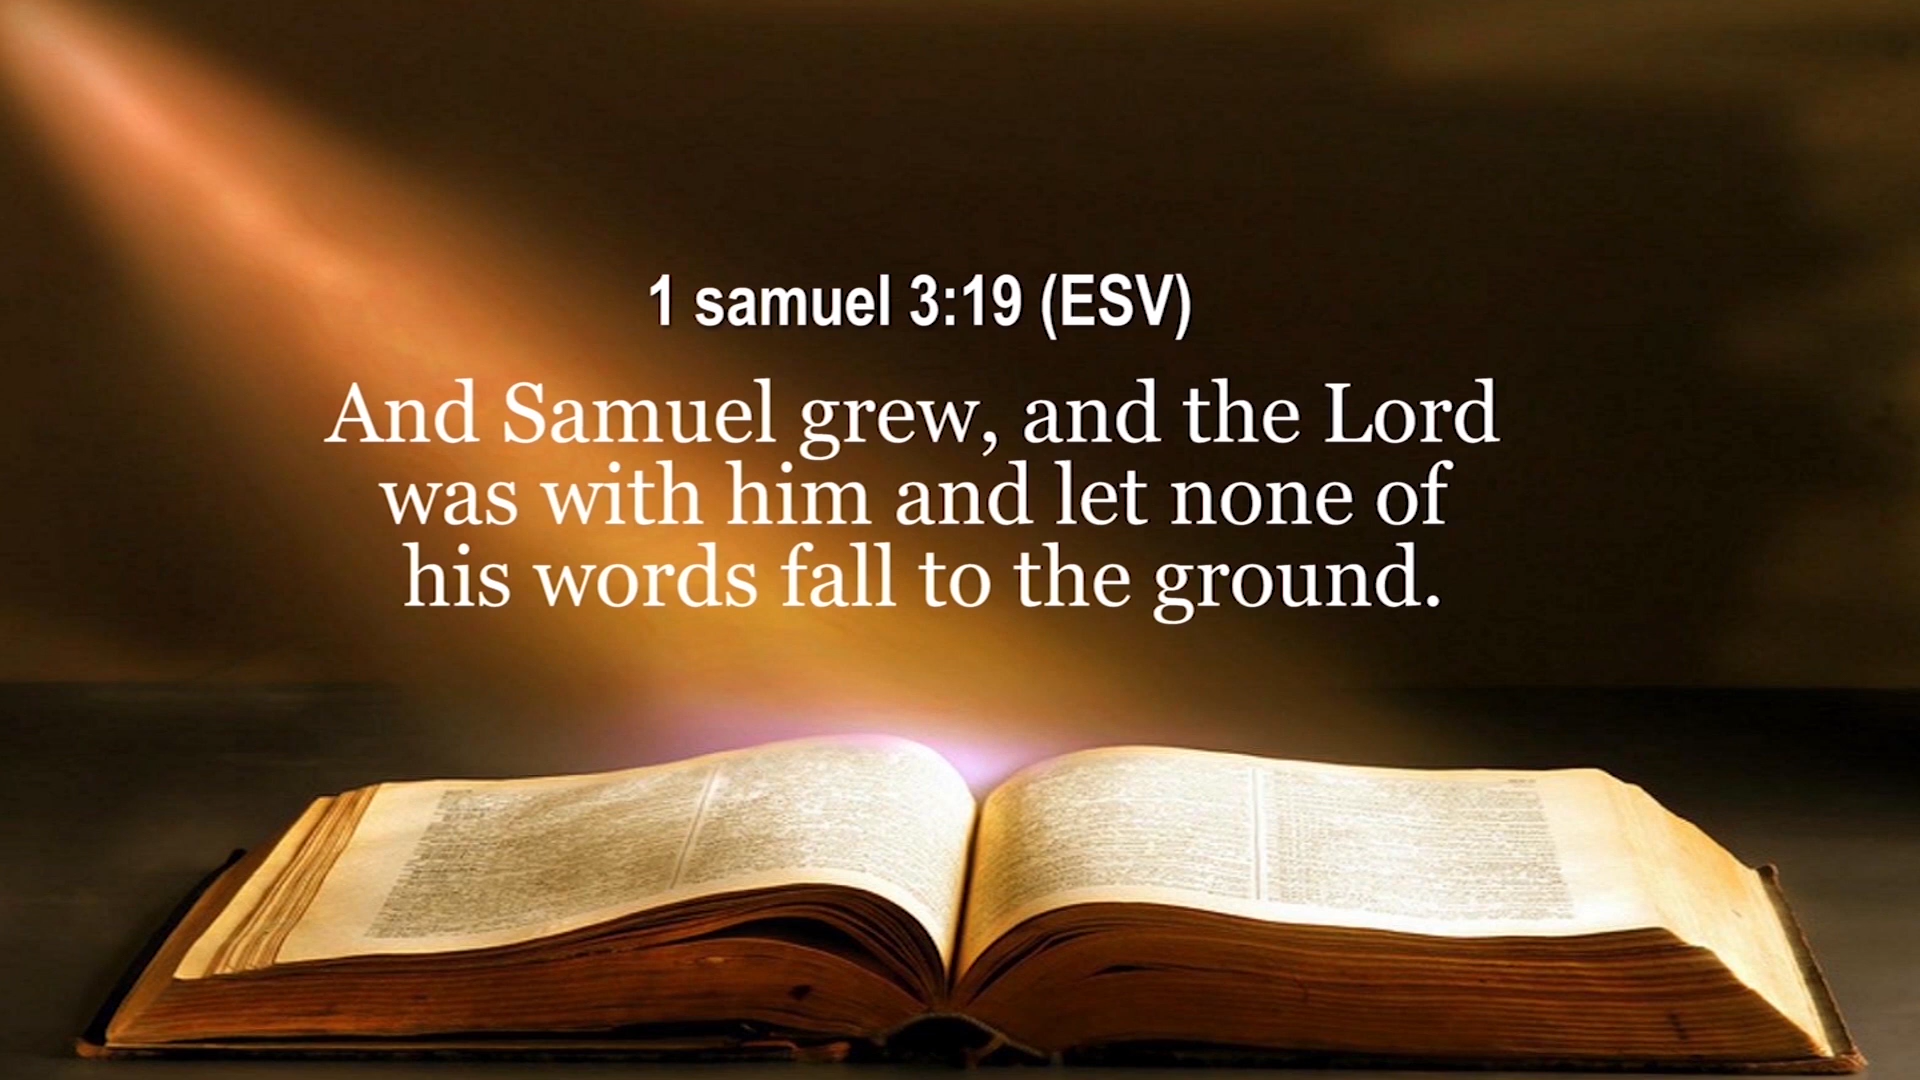 1 samuel 3:19 (ESV)
And Samuel grew, and the Lord
was with him and let none of
his words fall to the ground.